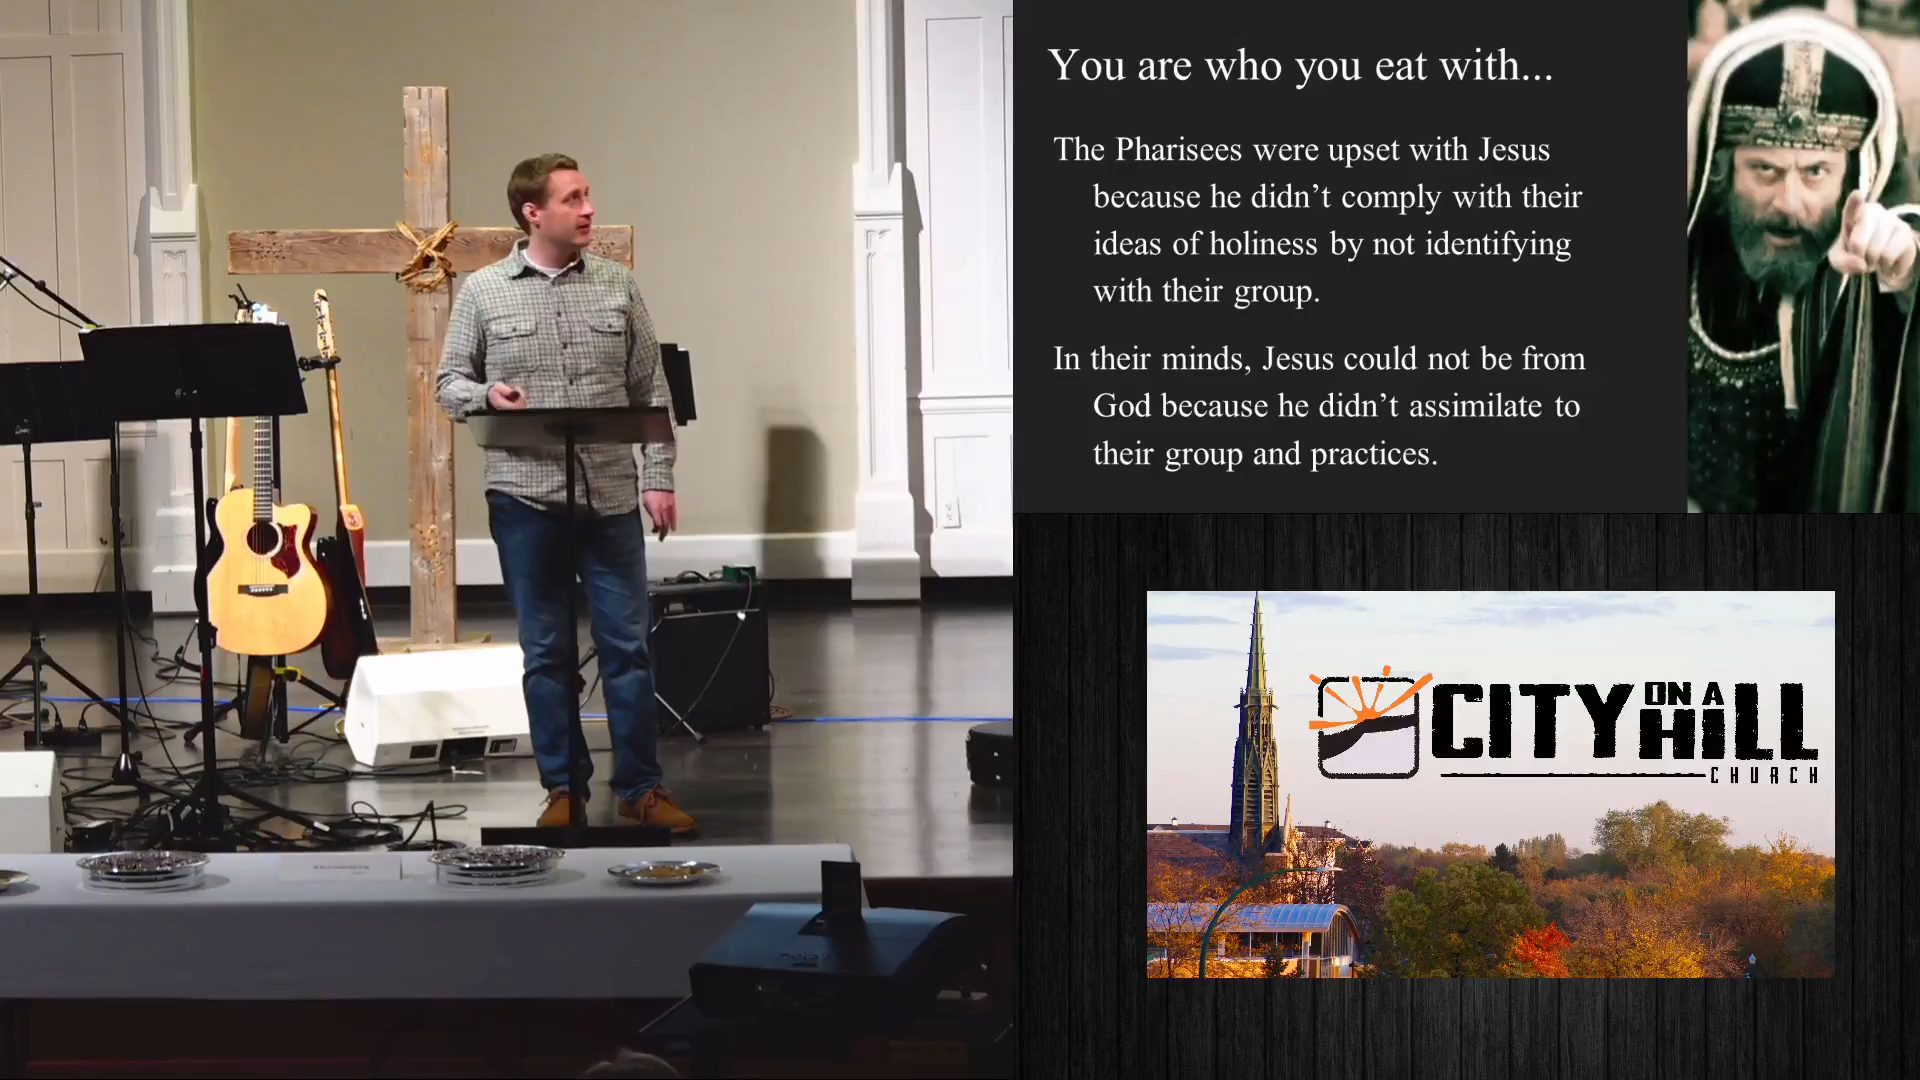 You are who you eat with...
The Pharisees were upset with Jesus
because he didn’t comply with their
ideas of holiness by not identifying
with their group.
In their minds, Jesus could not be from
God because he didn’t assimilate to
their group and practices.
CITY ON A HILL
CHURCH